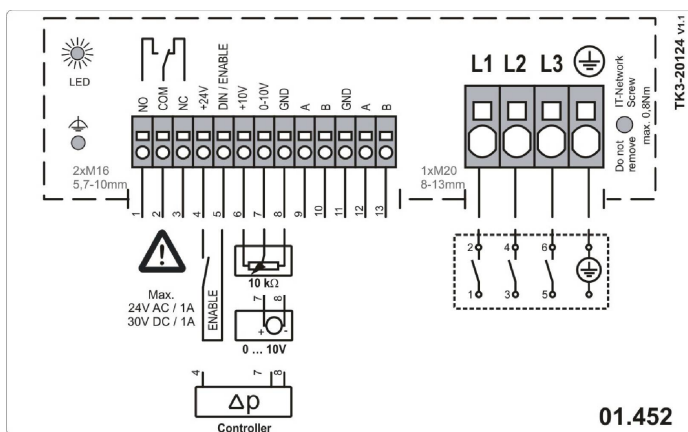 LED
2xM16
5,7-10mm
NO
COM
NC
+24V
DIN / ENABLE
+10V
0-10V
GND
A
B
GND
A
B
1
2
3
4
5
6
7
8
9
10
11
12
13
Max.
24V AC / 1A
30V DC / 1A
ENABLE
10 kΩ
7
8
+
-
0 ... 10V
4
7
8
Δp
Controller
L1 L2 L3
1xM20
8-13mm
Do not
remove
IT-Network
Screw
max. 0,8Nm
TK3-20124 V1.1
2
4
6
1
3
5
01.452